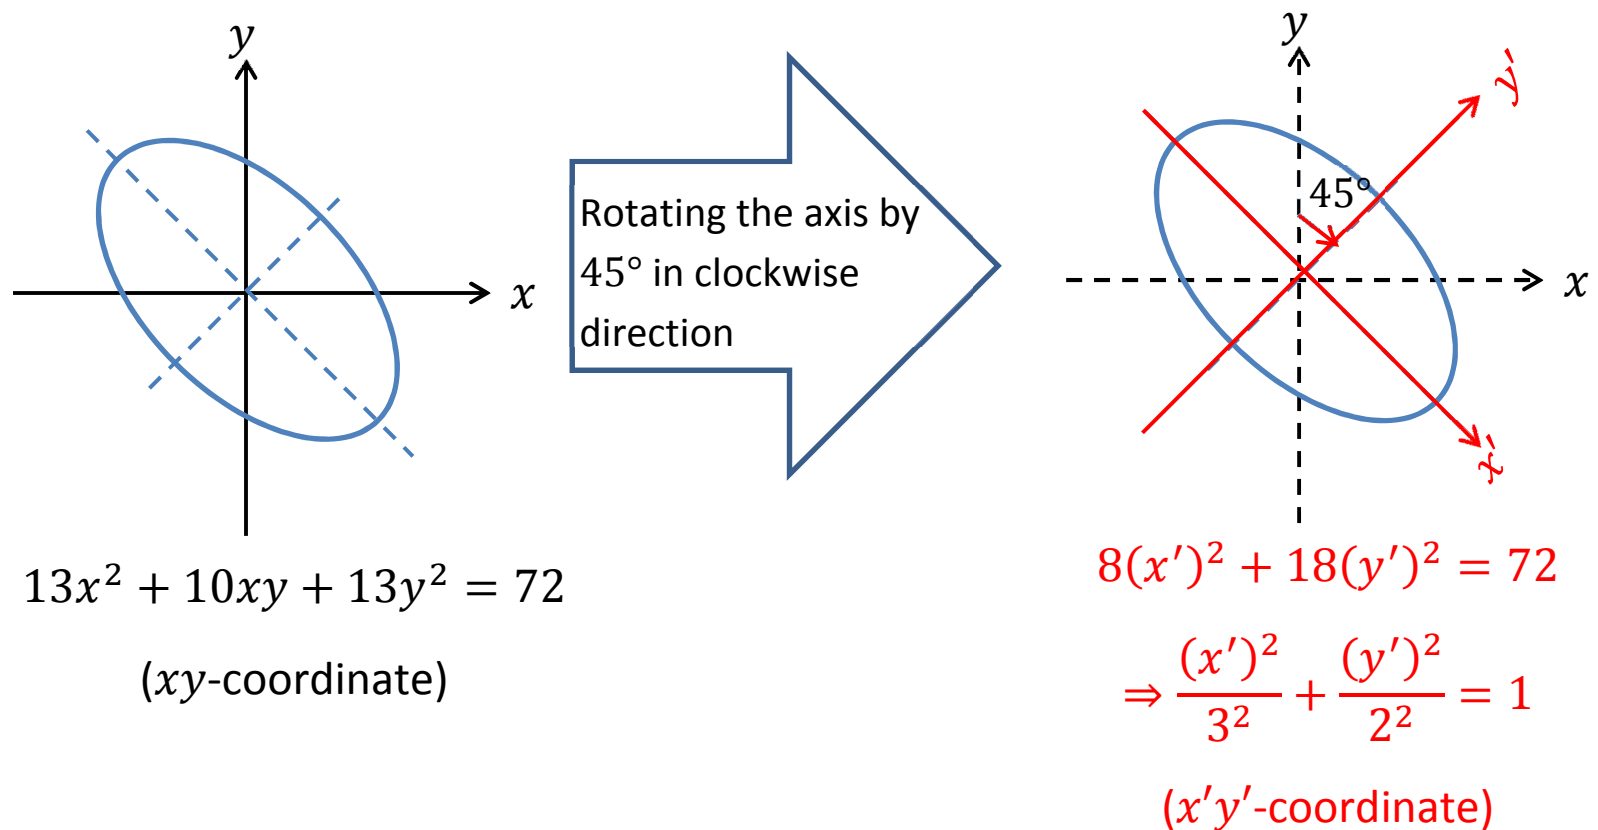 y
x
13x² + 10xy + 13y² = 72
(xy-coordinate)
Rotating the axis by
45° in clockwise
direction
y
y′
45°
x
x′
8(x′)² + 18(y′)² = 72
⇒ (x′)²/3² + (y′)²/2² = 1
(x′y′-coordinate)